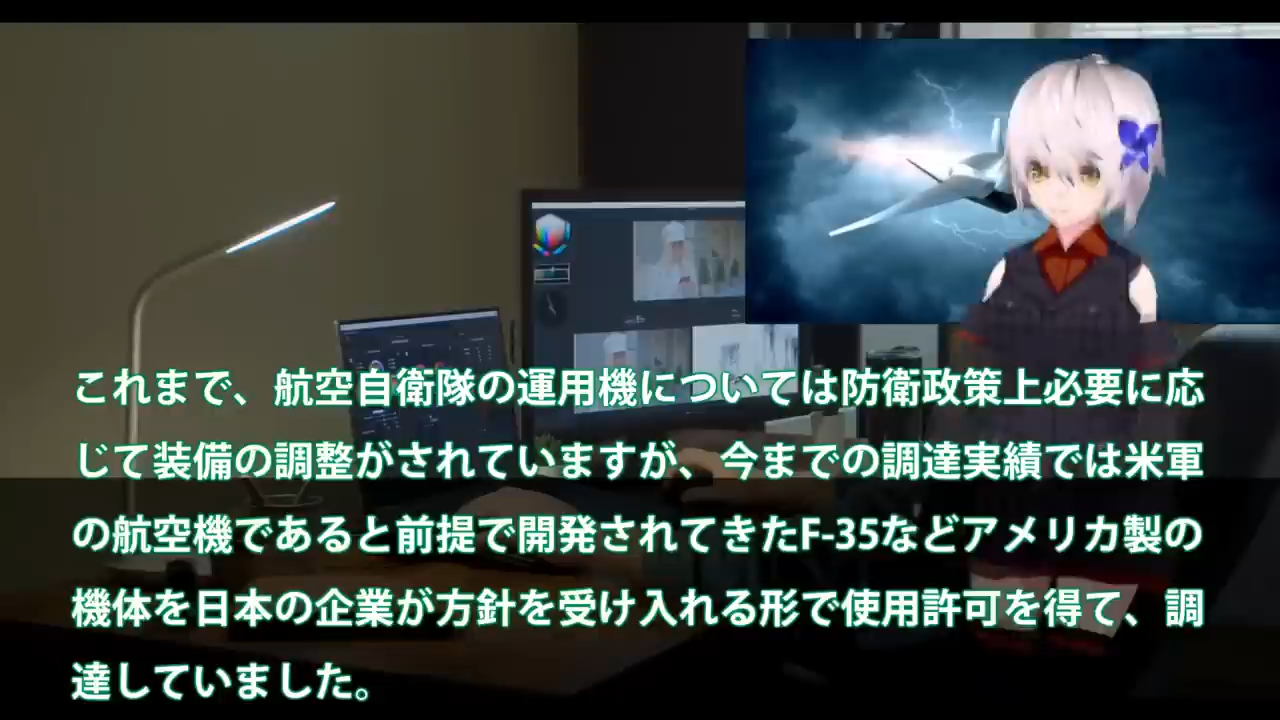 これまで、航空自衛隊の運用機については防衛政策上必要に応
じて装備の調整がされていますが、今までの調達実績では米軍
の航空機であると前提で開発されてきたF-35などアメリカ製の
機体を日本の企業が方針を受け入れる形で使用許可を得て、調
達していました。